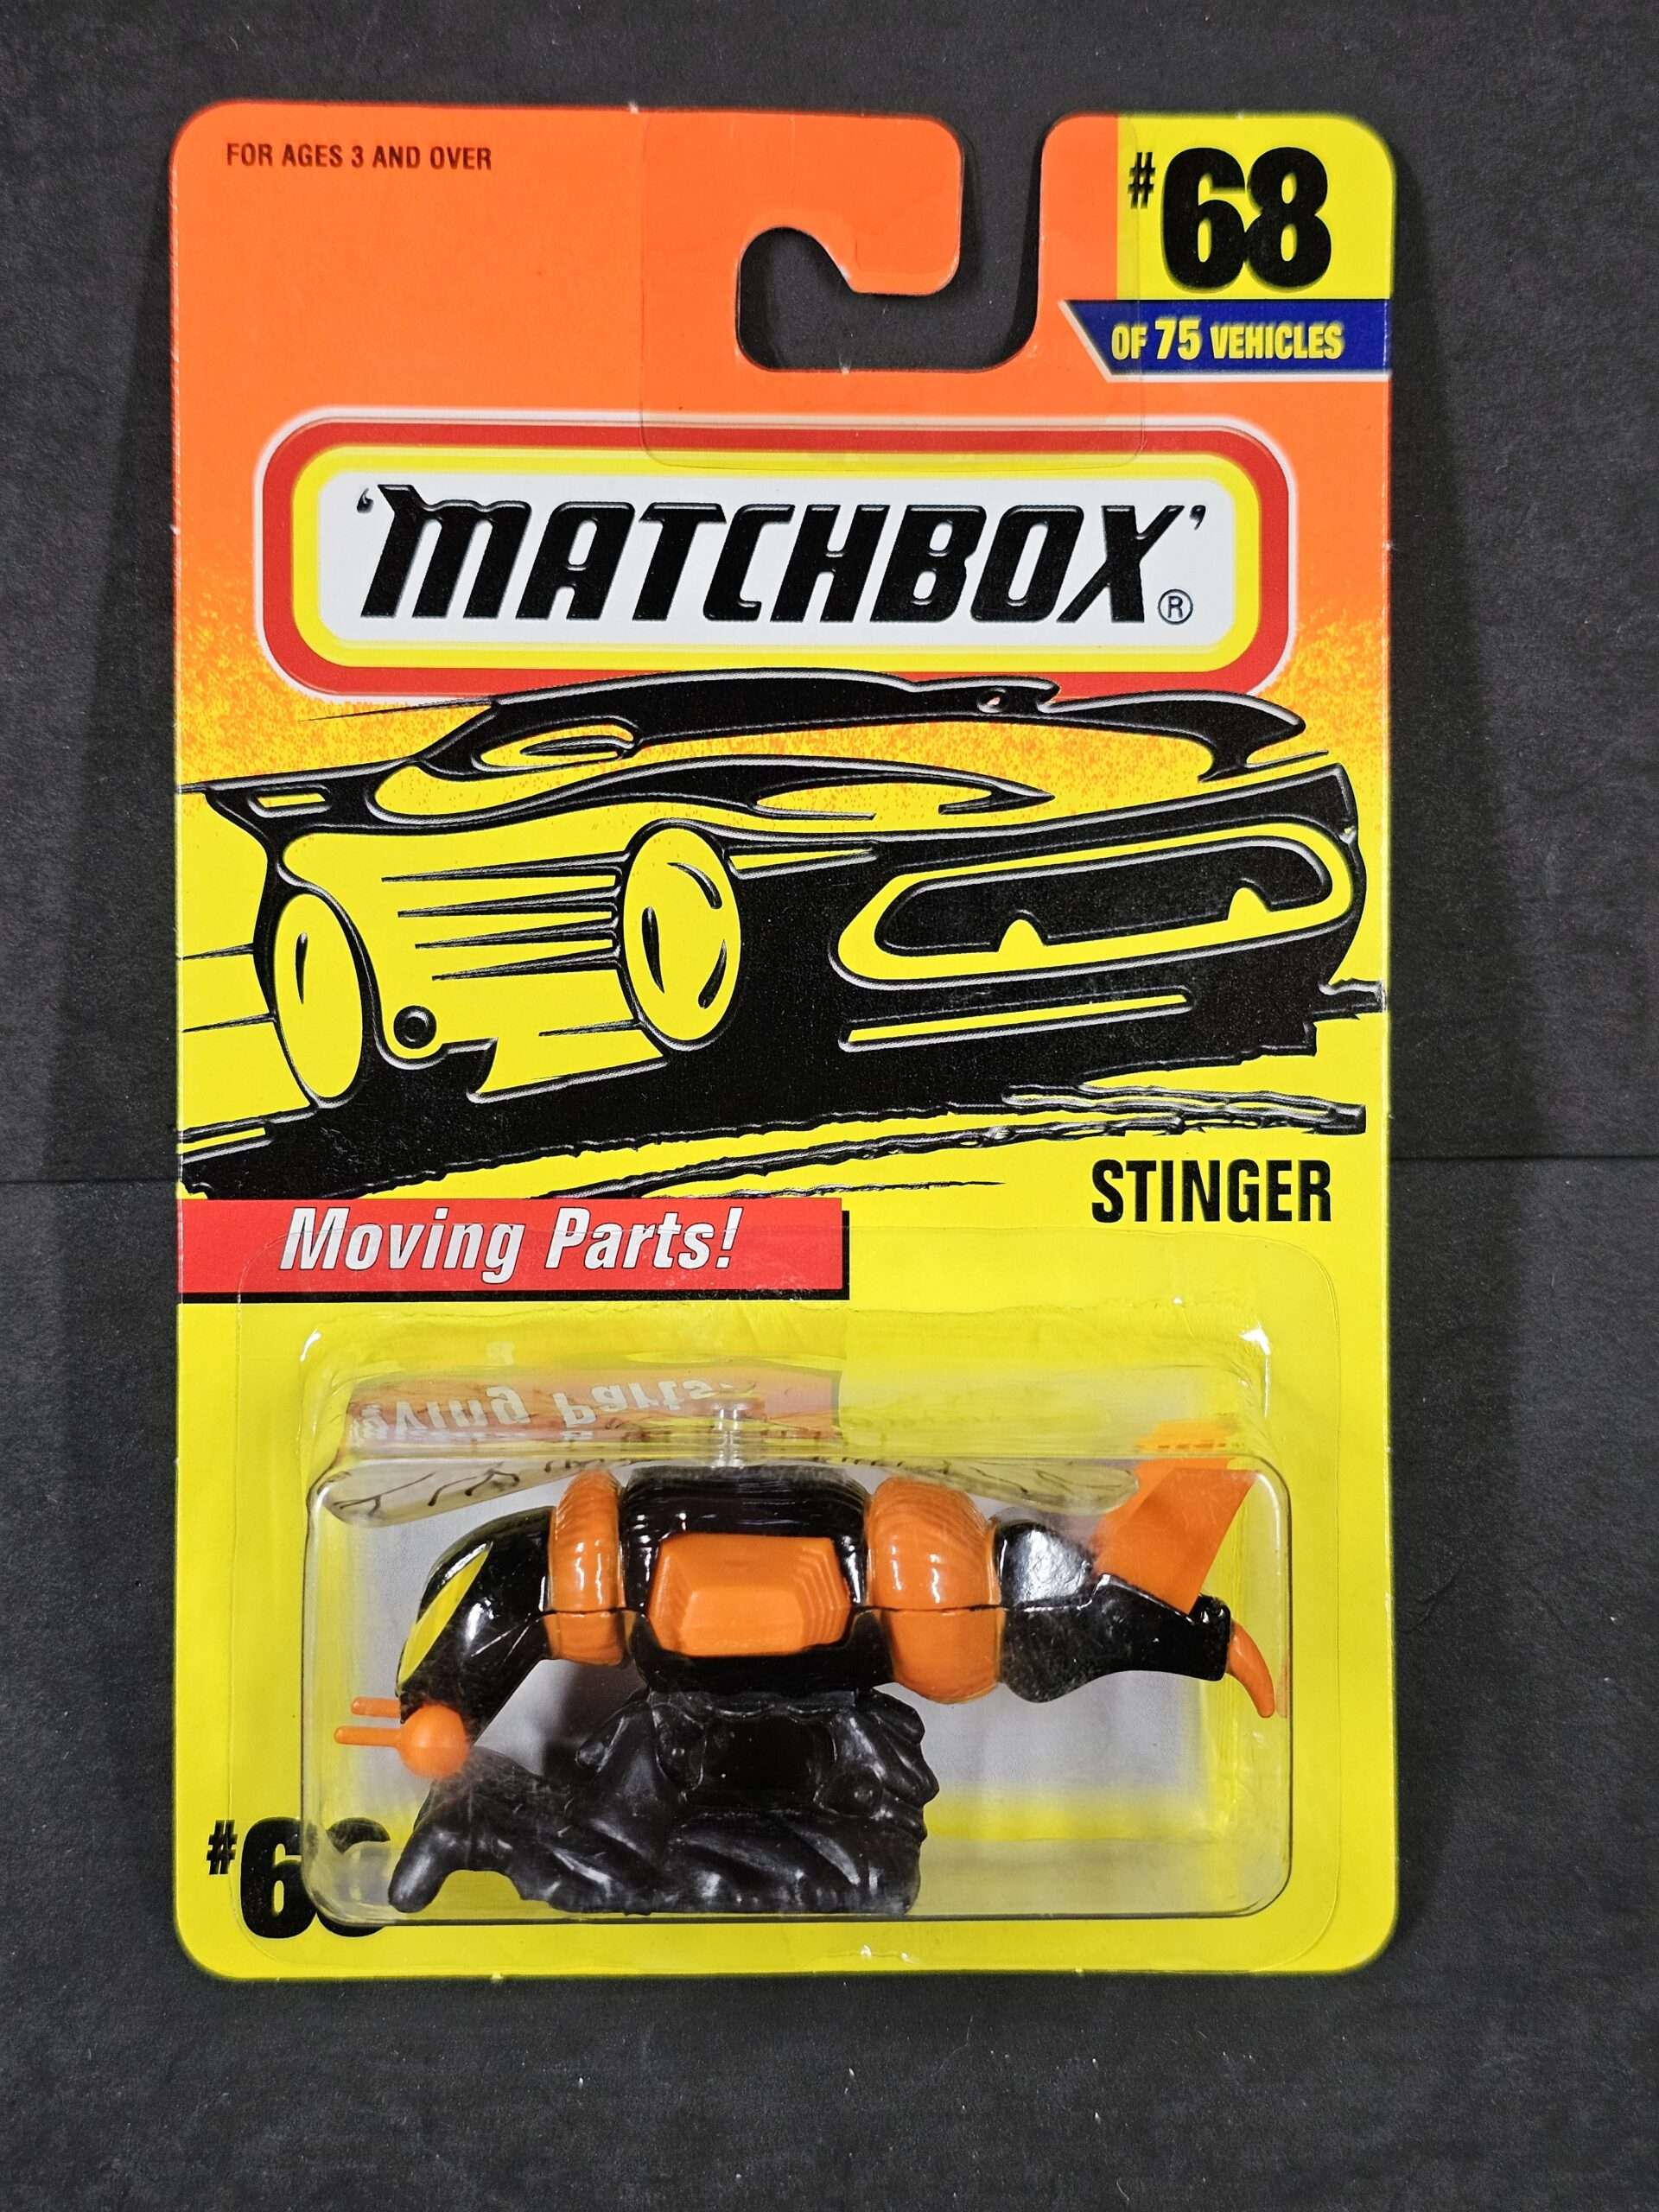 FOR AGES 3 AND OVER
#68
OF 75 VEHICLES
'MATCHBOX'®
STINGER
Moving Parts!